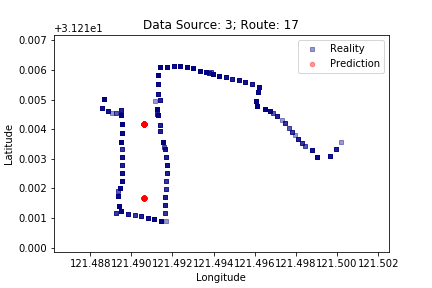 Data Source: 3; Route: 17
+3.121e1
0.007
0.006
0.005
0.004
0.003
0.002
0.001
0.000
Latitude
Reality
Prediction
121.488 121.490 121.492 121.494 121.496 121.498 121.500 121.502
Longitude